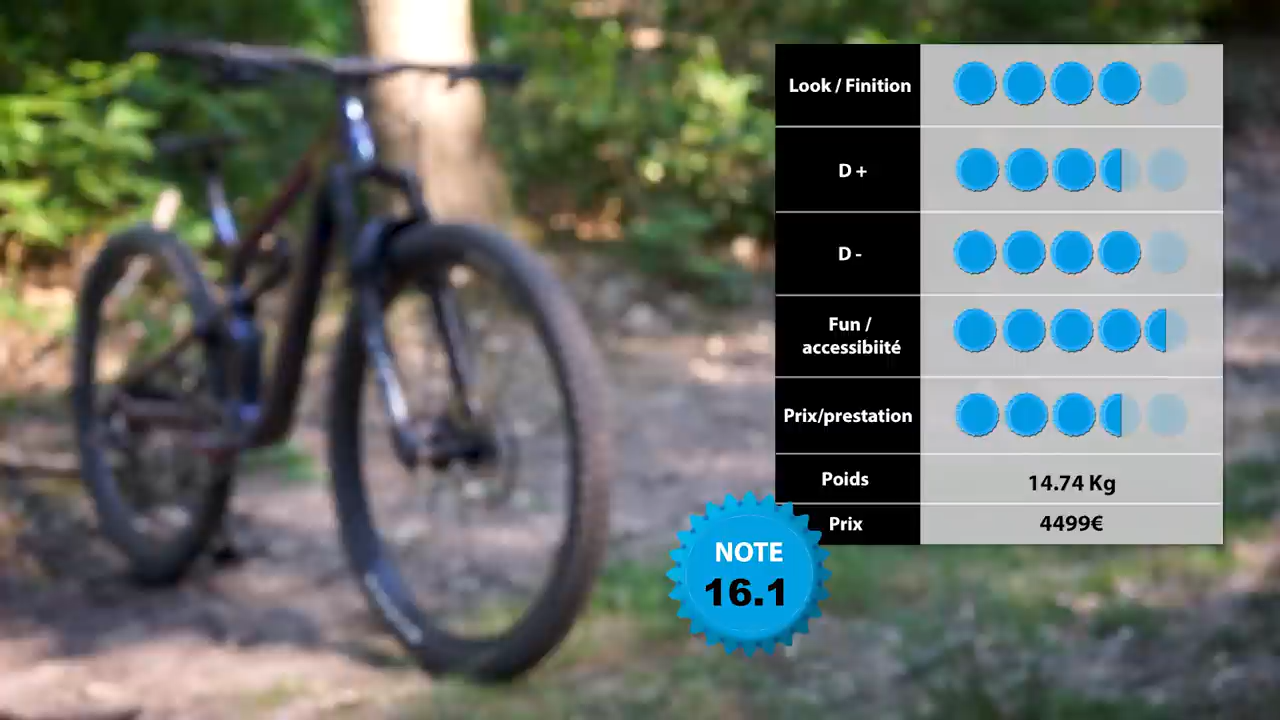 Look / Finition
D +
D -
Fun /
accessibiité
Prix/prestation
Poids
14.74 Kg
Prix
4499€
NOTE
16.1